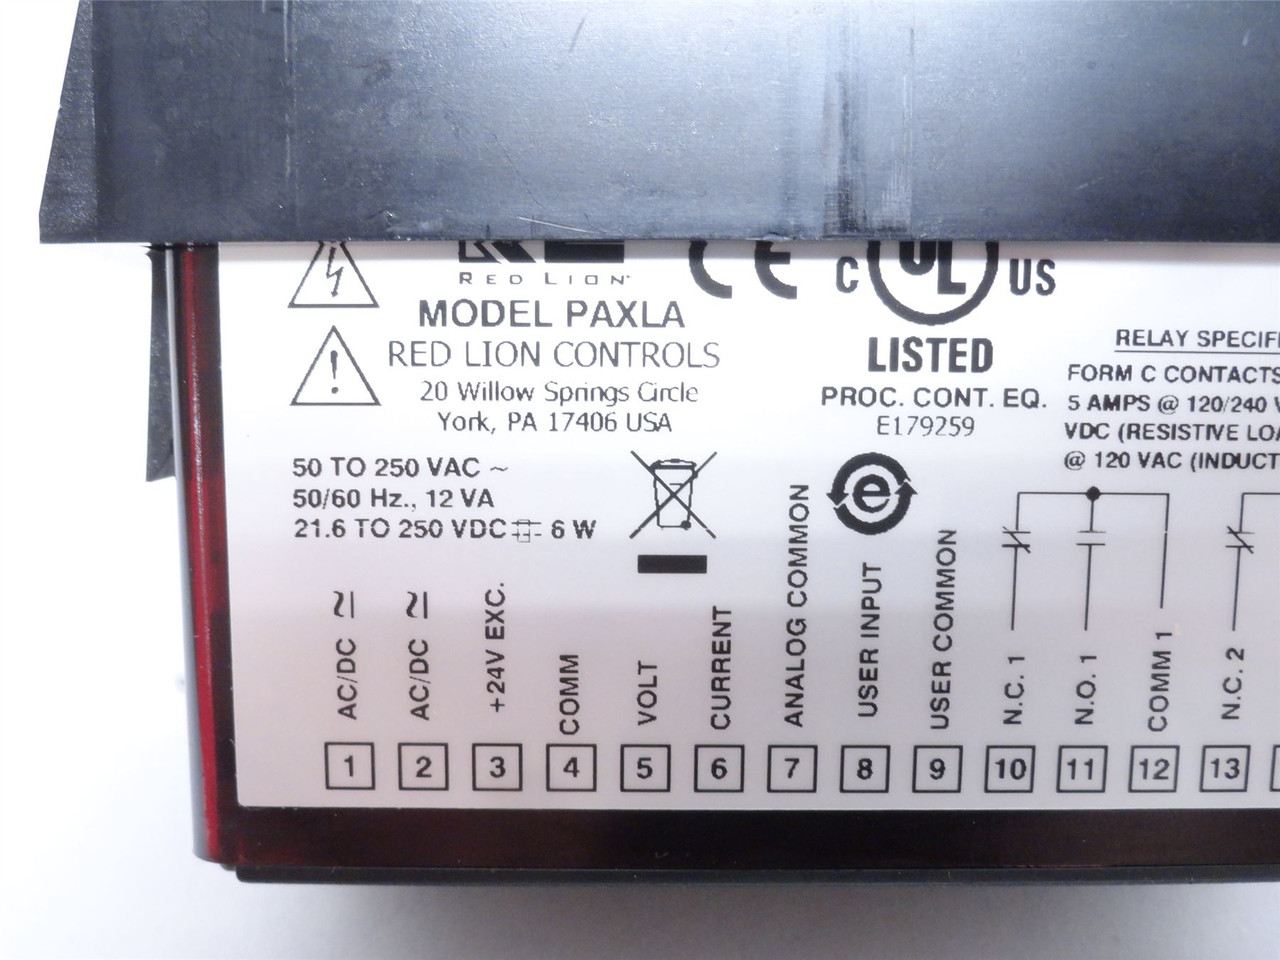 RED LION
MODEL PAXLA
RED LION CONTROLS
20 Willow Springs Circle
York, PA 17406 USA
CE
C UL US
LISTED
PROC. CONT. EQ.
E179259
RELAY
FORM C CONTACTS
5 AMPS @ 120/240
VDC (RESISTIVE
@ 120 VAC
50 TO 250 VAC ~
50/60 Hz., 12 VA
21.6 TO 250 VDC 6 W
e
AC/DC
AC/DC
+24V EXC.
COMM
VOLT
CURRENT
ANALOG COMMON
USER INPUT
USER COMMON
N.C. 1
N.O. 1
COMM 1
N.C. 2
1 2 3 4 5 6 7 8 9 10 11 12 13